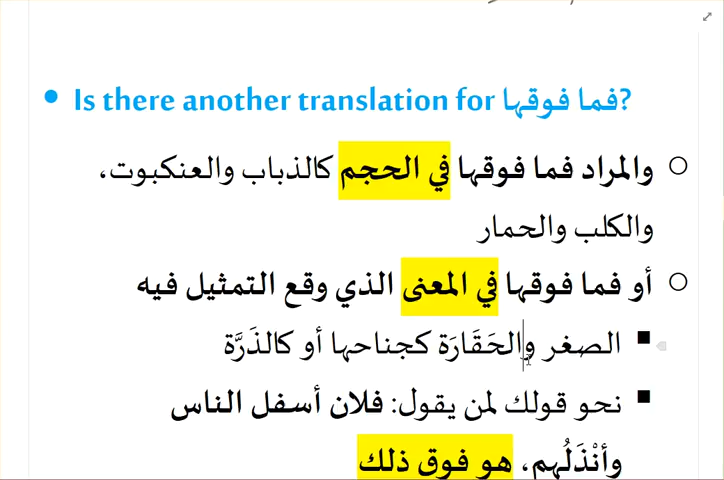 • Is there another translation for فما فوقها?
○ والمراد فما فوقها في الحجم كالذباب والعنكبوت،
والكلب والحمار
○ أو فما فوقها في المعنى الذي وقع التمثيل فيه
■ الصغر والحَقَارَة كجناحها أو كالذَرَّة
■ نحو قولك لمن يقول: فلان أسفل الناس
وأنْذَلُهم، هو فوق ذلك